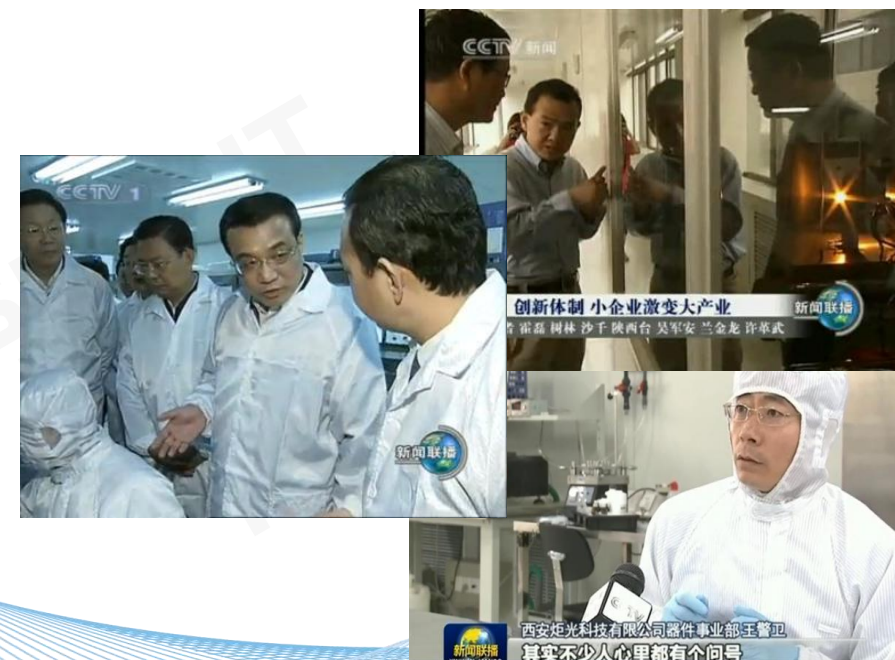 CCTV 新闻
创新体制 小企业激变大产业
新闻联播
者 霍磊 树林 沙千 陕西台 吴军安 兰金龙 许革武
CCTV 1
新闻联播
CCTV
西安炬光科技有限公司器件事业部 王警卫
新闻联播
其实不少人心里都有个问号